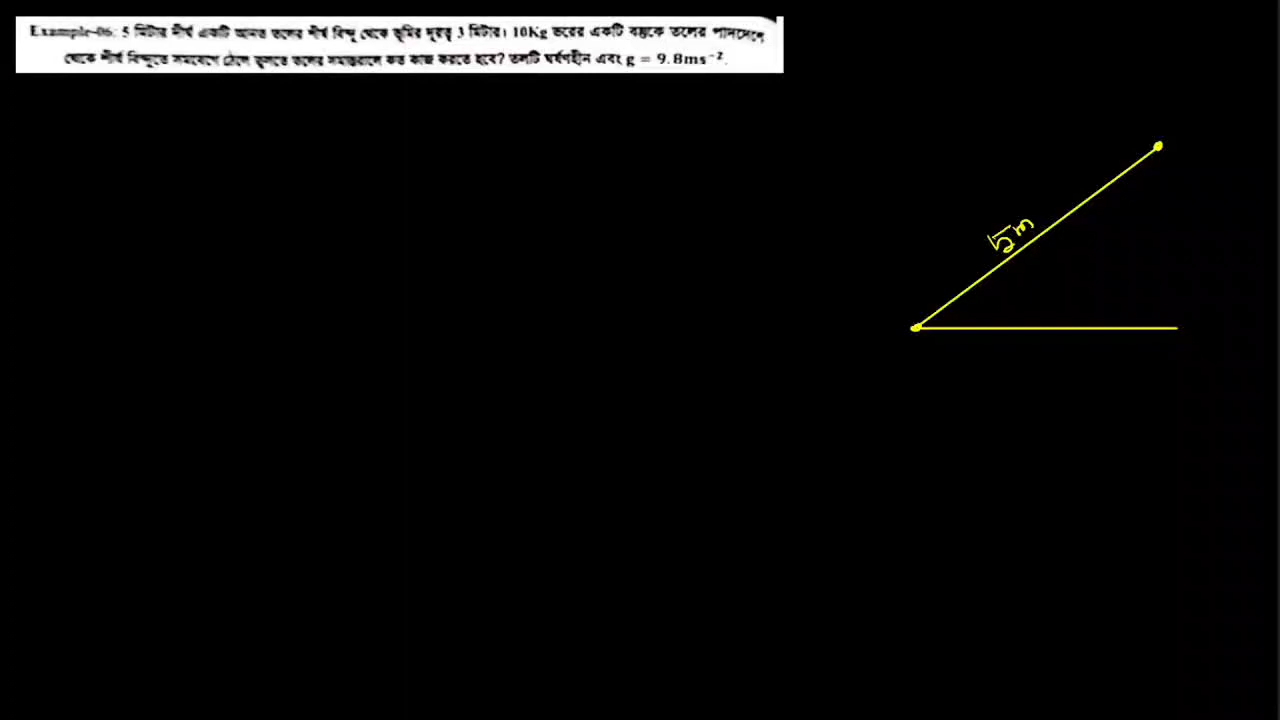 Example-06: 5 মিটার দীর্ঘ একটি আনত তলের শীর্ষ বিন্দু থেকে ভূমির দূরত্ব 3 মিটার। 10Kg ভরের একটি বস্তুকে তলের পাদদেশ
থেকে শীর্ষ বিন্দুতে সমবেগে ঠেলে তুলতে তলের সমান্তরালে কত কাজ করতে হবে? তলটি ঘর্ষণহীন এবং g = 9.8ms⁻².
5m